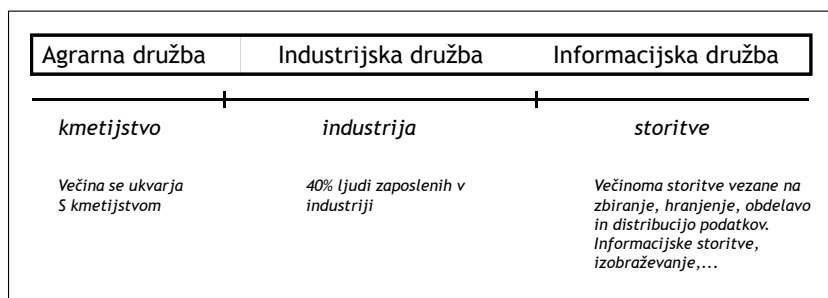 Agrarna družba Industrijska družba Informacijska družba
kmetijstvo industrija storitve
Večina se ukvarja
S kmetijstvom
40% ljudi zaposlenih v
industriji
Večinoma storitve vezane na
zbiranje, hranjenje, obdelavo
in distribucijo podatkov.
Informacijske storitve,
izobraževanje,...